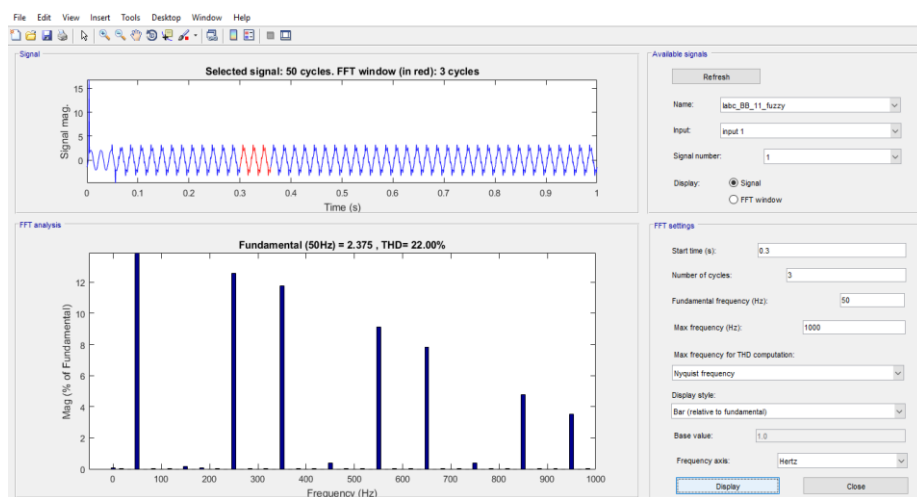 File Edit View Insert Tools Desktop Window Help
Signal
Selected signal: 50 cycles. FFT window (in red): 3 cycles
Signal mag.
15
10
5
0
0 0.1 0.2 0.3 0.4 0.5 0.6 0.7 0.8 0.9 1
Time (s)
FFT analysis
Fundamental (50Hz) = 2.375 , THD= 22.00%
Mag (% of Fundamental)
12
10
8
6
4
2
0
0 100 200 300 400 500 600 700 800 900 1000
Frequency (Hz)
Available signals
Refresh
Name: Iabc_BB_11_fuzzy
Input: input 1
Signal number: 1
Display: Signal
FFT window
FFT settings
Start time (s): 0.3
Number of cycles: 3
Fundamental frequency (Hz): 50
Max frequency (Hz): 1000
Max frequency for THD computation:
Nyquist frequency
Display style:
Bar (relative to fundamental)
Base value: 1.0
Frequency axis: Hertz
Display Close